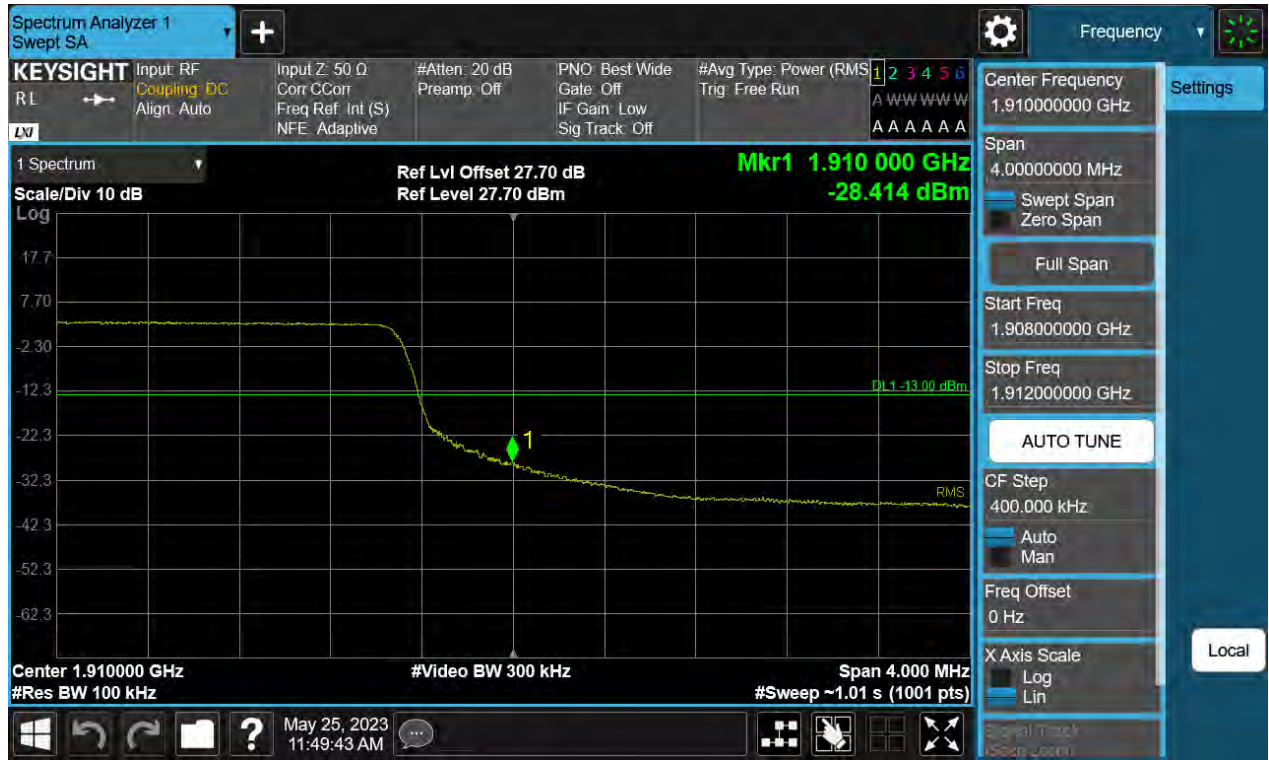 Spectrum Analyzer 1
Swept SA
Frequency
KEYSIGHT
RL
LXI
Input: RF
Coupling: DC
Align: Auto
Input Z: 50 Ω
Corr CCorr
Freq Ref: Int (S)
NFE: Adaptive
#Atten: 20 dB
Preamp: Off
PNO: Best Wide
Gate: Off
IF Gain: Low
Sig Track: Off
#Avg Type: Power (RMS
Trig: Free Run
1 2 3 4 5 6
A W W W W W
A A A A A A
1 Spectrum
Scale/Div 10 dB
Ref Lvl Offset 27.70 dB
Ref Level 27.70 dBm
Mkr1 1.910 000 GHz
-28.414 dBm
Log
17.7
7.70
-2.30
-12.3
-22.3
-32.3
-42.3
-52.3
-62.3
DL1 -13.00 dBm
1
RMS
Center 1.910000 GHz
#Video BW 300 kHz
Span 4.000 MHz
#Res BW 100 kHz
#Sweep ~1.01 s (1001 pts)
Center Frequency
1.910000000 GHz
Settings
Span
4.00000000 MHz
Swept Span
Zero Span
Full Span
Start Freq
1.908000000 GHz
Stop Freq
1.912000000 GHz
AUTO TUNE
CF Step
400.000 kHz
Auto
Man
Freq Offset
0 Hz
X Axis Scale
Log
Lin
Local
Signal Track
(Span Zoom)
May 25, 2023
11:49:43 AM